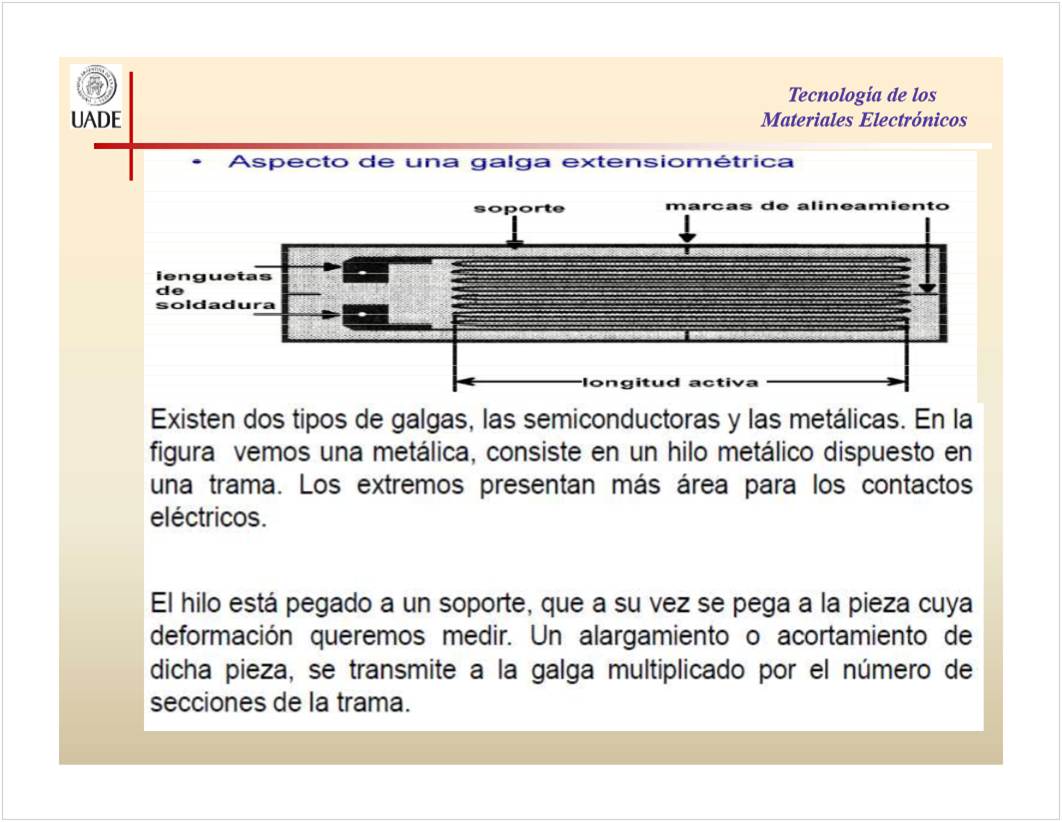 UADE
Tecnología de los
Materiales Electrónicos
• Aspecto de una galga extensiométrica
soporte
marcas de alineamiento
lenguetas
de
soldadura
longitud activa
Existen dos tipos de galgas, las semiconductoras y las metálicas. En la
figura vemos una metálica, consiste en un hilo metálico dispuesto en
una trama. Los extremos presentan más área para los contactos
eléctricos.
El hilo está pegado a un soporte, que a su vez se pega a la pieza cuya
deformación queremos medir. Un alargamiento o acortamiento de
dicha pieza, se transmite a la galga multiplicado por el número de
secciones de la trama.